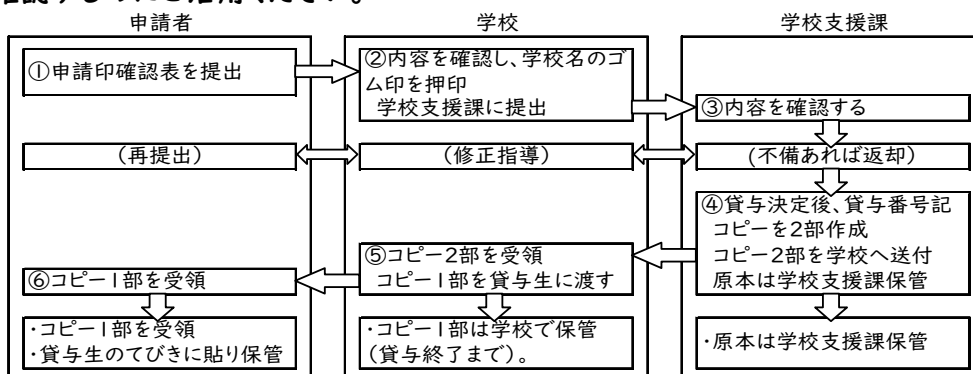 申請者
学校
学校支援課
①申請印確認表を提出
②内容を確認し、学校名のゴ
ム印を押印
学校支援課に提出
③内容を確認する
(再提出)
(修正指導)
(不備あれば返却)
④貸与決定後、貸与番号記
コピーを2部作成
コピー2部を学校へ送付
原本は学校支援課保管
⑤コピー2部を受領
コピー1部を貸与生に渡す
⑥コピー1部を受領
・コピー1部を受領
・貸与生のてびきに貼り保管
・コピー1部は学校で保管
(貸与終了まで)。
・原本は学校支援課保管